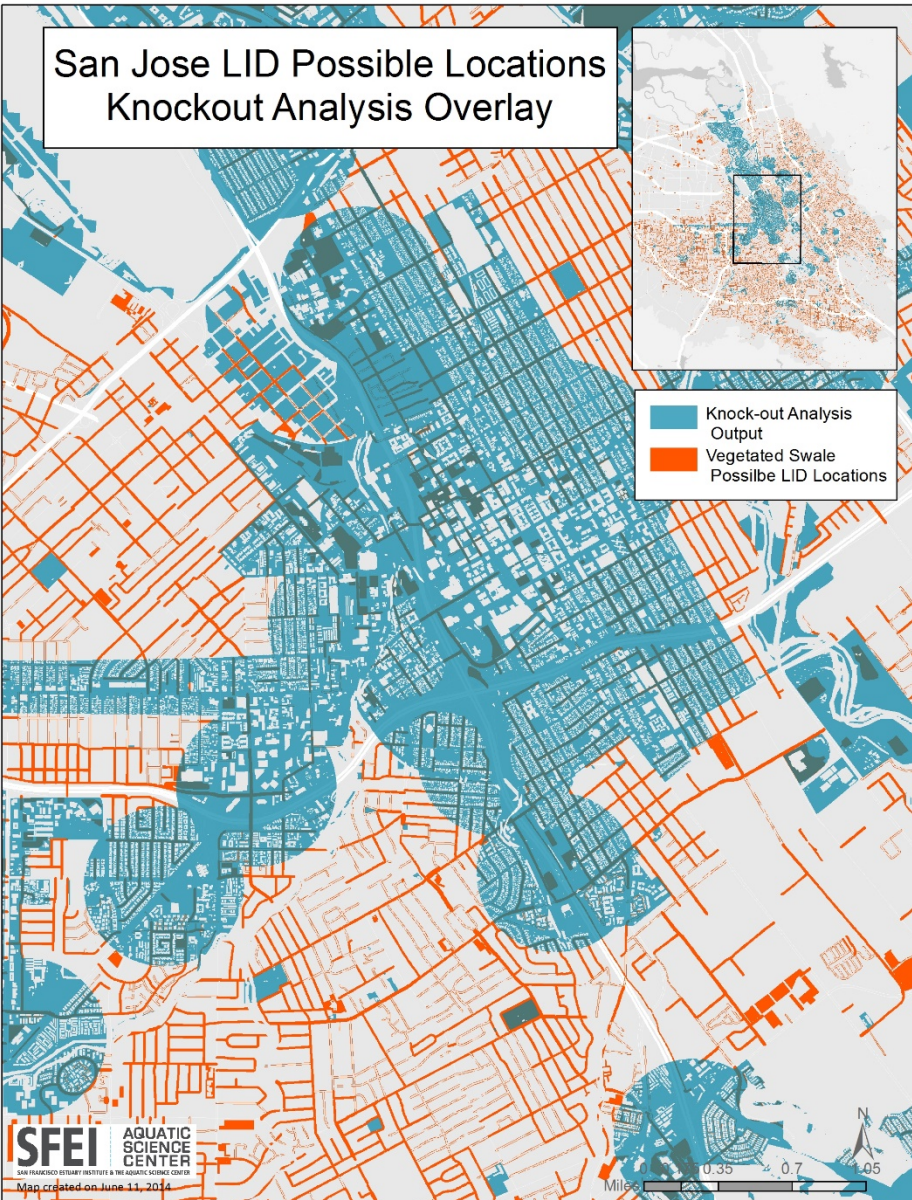 San Jose LID Possible Locations
Knockout Analysis Overlay
Knock-out Analysis
Output
Vegetated Swale
Possilbe LID Locations
SFEI
AQUATIC
SCIENCE
CENTER
SAN FRANCISCO ESTUARY INSTITUTE & THE AQUATIC SCIENCE CENTER
Map created on June 11, 2014
N
0.35 0.7 1.05
Miles